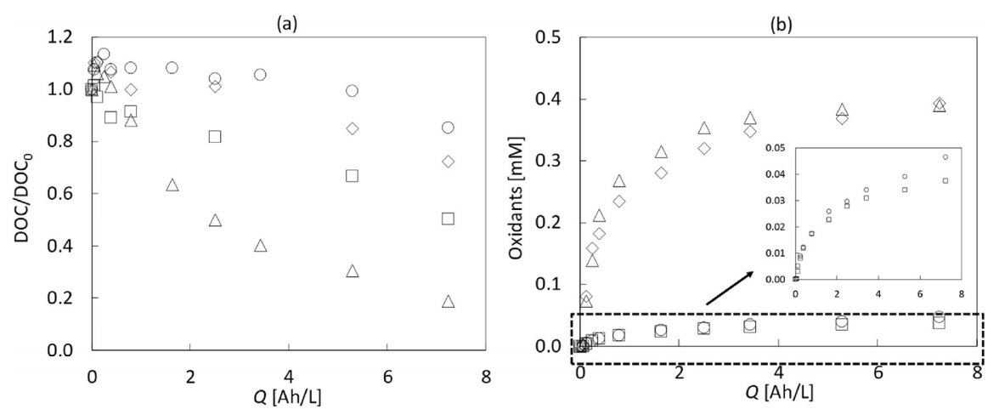 (a)
1.2
1.0
0.8
0.6
0.4
0.2
0.0
DOC/DOC₀
0 2 4 6 8
Q [Ah/L]
(b)
0.5
0.4
0.3
0.2
0.1
0.0
Oxidants [mM]
0 2 4 6 8
Q [Ah/L]
0.05
0.04
0.03
0.02
0.01
0.00
0 2 4 6 8